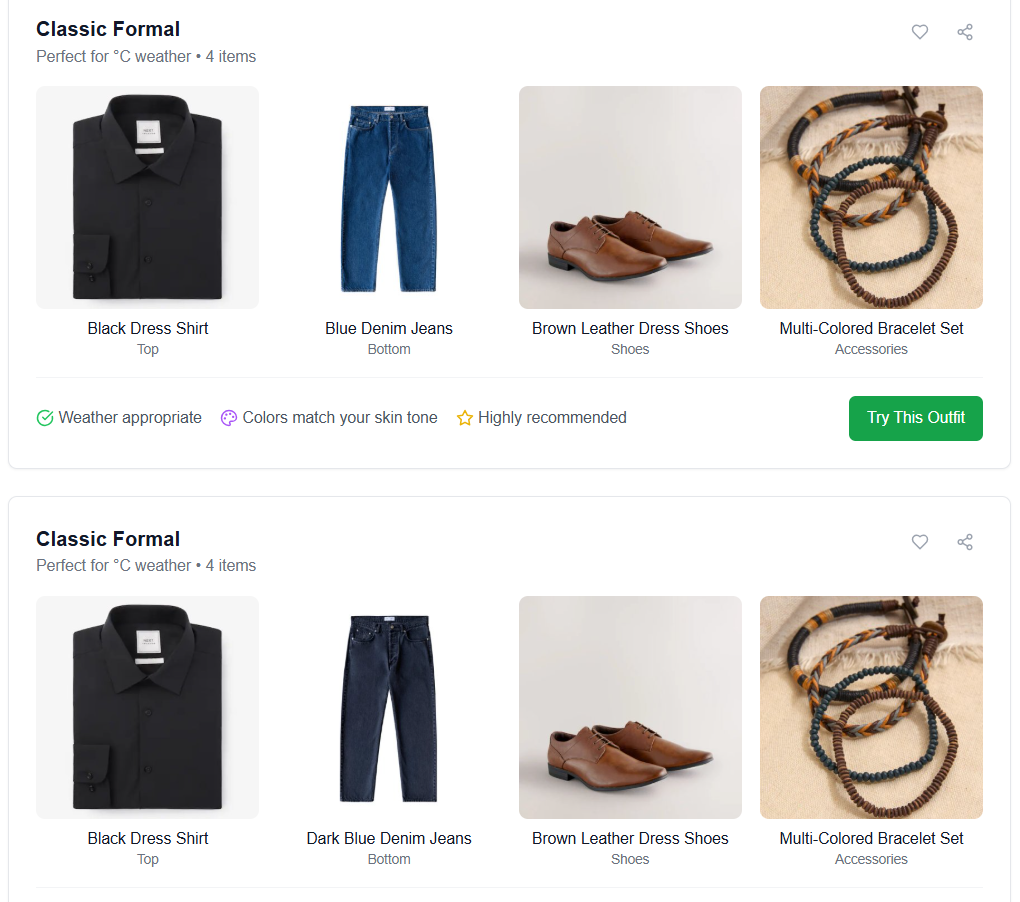 Classic Formal
Perfect for °C weather • 4 items
NEXT
Black Dress Shirt
Top
Blue Denim Jeans
Bottom
Brown Leather Dress Shoes
Shoes
Multi-Colored Bracelet Set
Accessories
Weather appropriate
Colors match your skin tone
Highly recommended
Try This Outfit
Classic Formal
Perfect for °C weather • 4 items
NEXT
Black Dress Shirt
Top
Dark Blue Denim Jeans
Bottom
Brown Leather Dress Shoes
Shoes
Multi-Colored Bracelet Set
Accessories